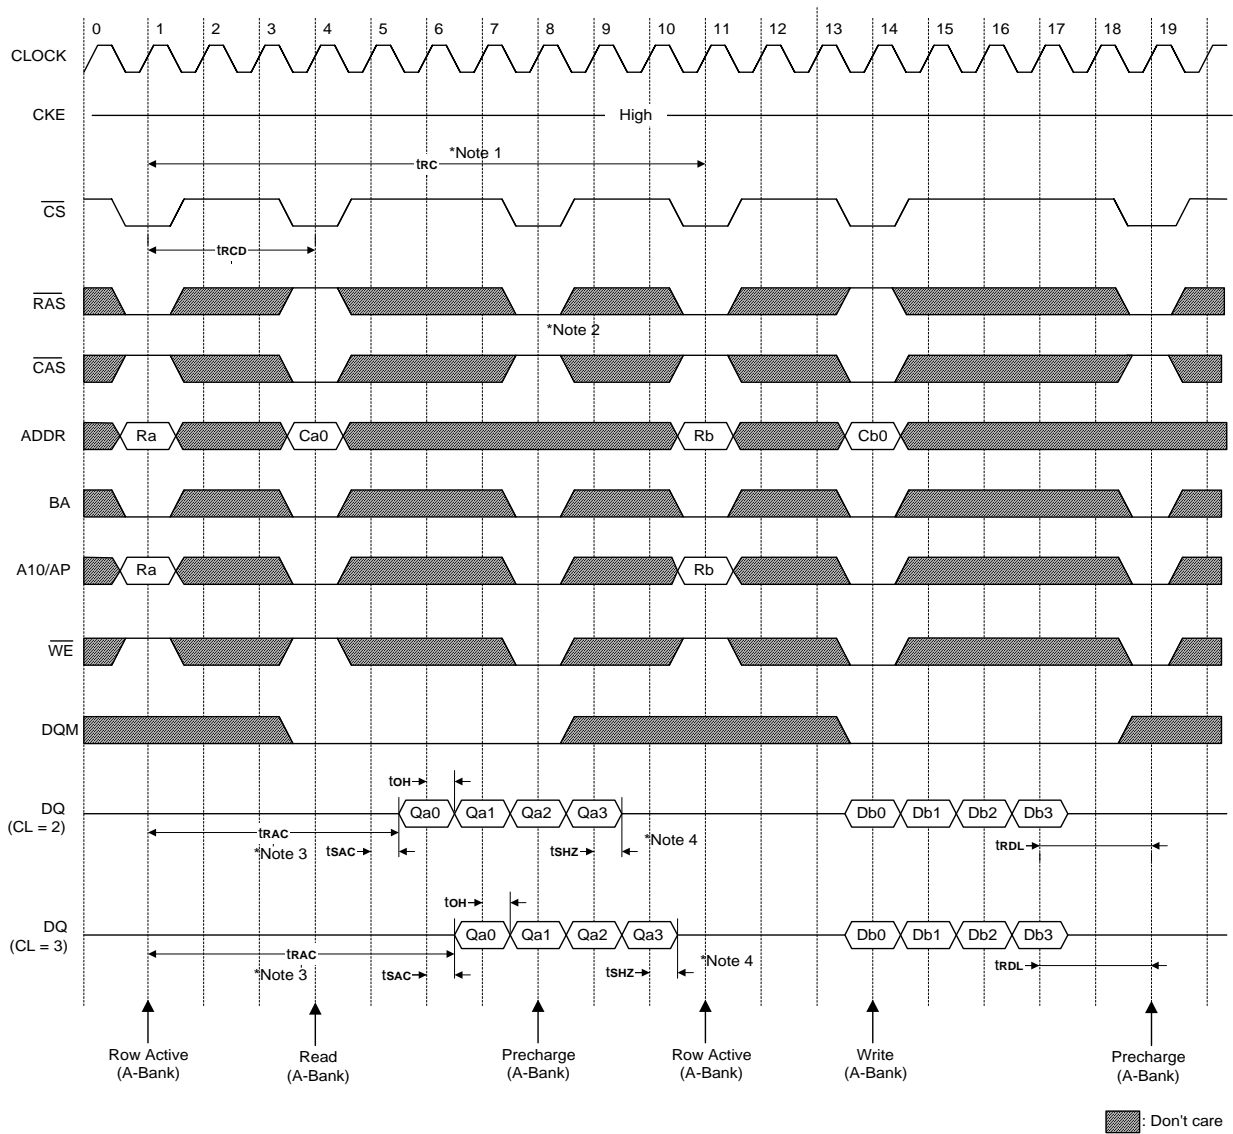 0 1 2 3 4 5 6 7 8 9 10 11 12 13 14 15 16 17 18 19
CLOCK
CKE High
*Note 1
tRC
CS
tRCD
RAS
*Note 2
CAS
ADDR Ra Ca0 Rb Cb0
BA
A10/AP Ra Rb
WE
DQM
tOH
DQ
(CL = 2)
Qa0 Qa1 Qa2 Qa3 Db0 Db1 Db2 Db3
tRAC
*Note 3 tSAC tSHZ *Note 4 tRDL
tOH
DQ
(CL = 3)
Qa0 Qa1 Qa2 Qa3 Db0 Db1 Db2 Db3
tRAC
*Note 3 tSAC tSHZ *Note 4 tRDL
Row Active
(A-Bank)
Read
(A-Bank)
Precharge
(A-Bank)
Row Active
(A-Bank)
Write
(A-Bank)
Precharge
(A-Bank)
: Don't care